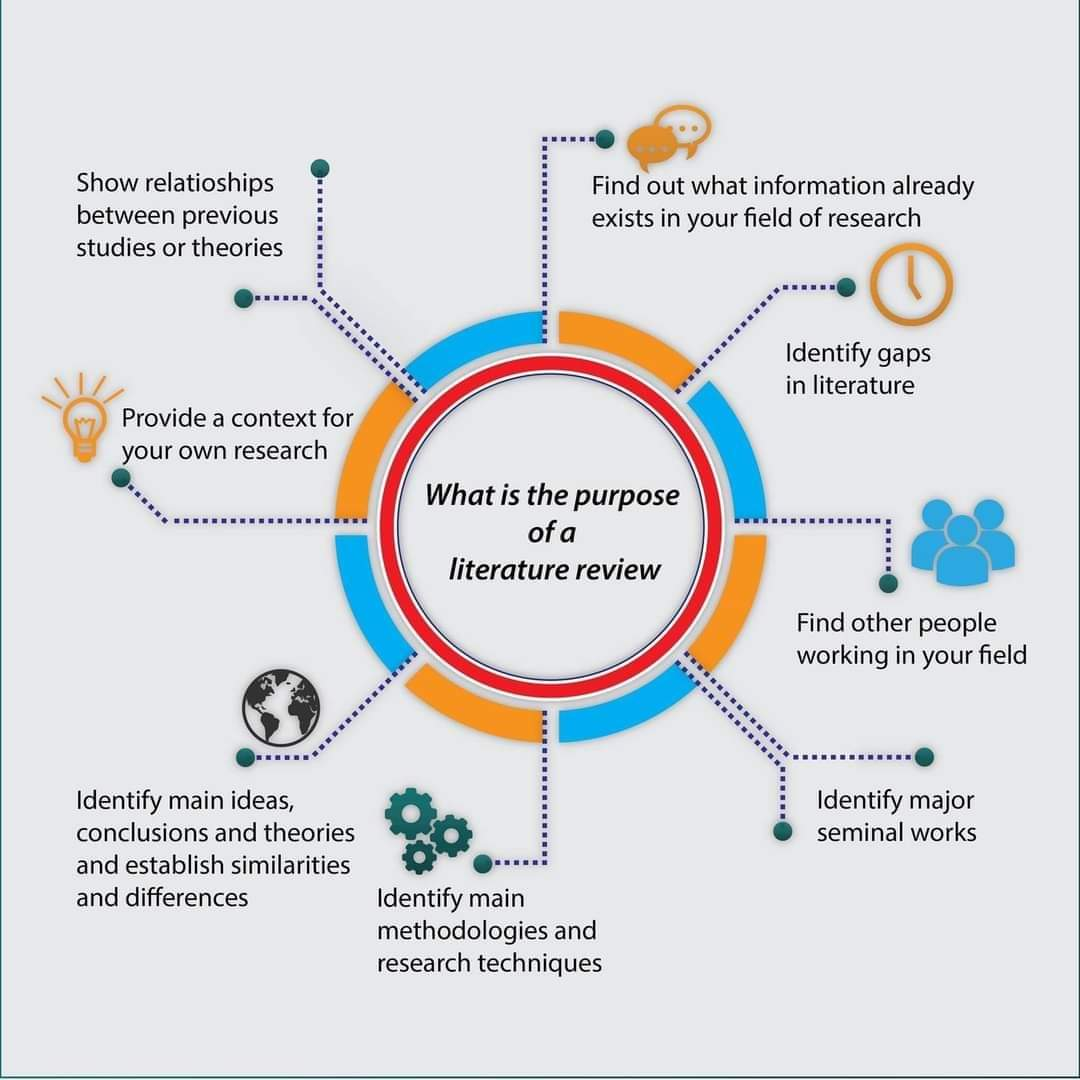 What is the purpose
of a
literature review
Find out what information already
exists in your field of research
Identify gaps
in literature
Find other people
working in your field
Identify major
seminal works
Identify main
methodologies and
research techniques
Identify main ideas,
conclusions and theories
and establish similarities
and differences
Provide a context for
your own research
Show relatioships
between previous
studies or theories